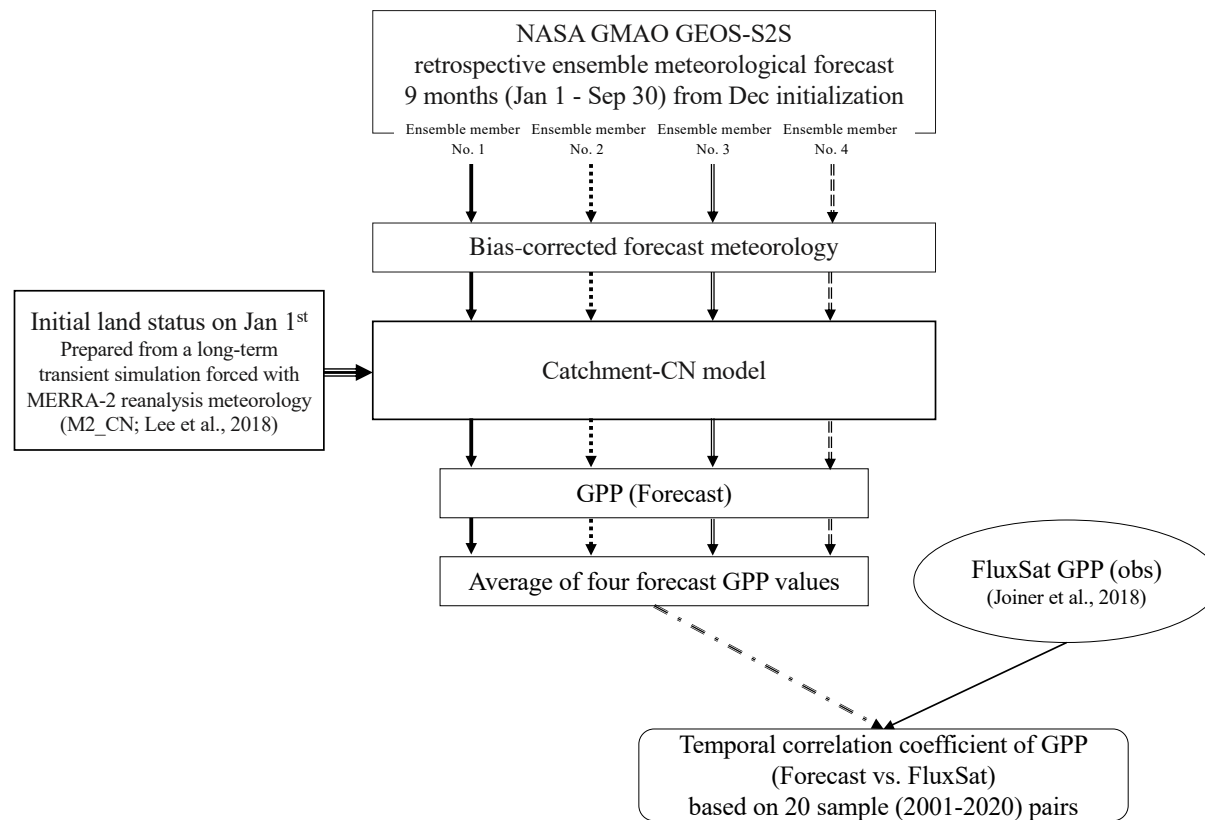 NASA GMAO GEOS-S2S
retrospective ensemble meteorological forecast
9 months (Jan 1 - Sep 30) from Dec initialization
Ensemble member
No. 1
Ensemble member
No. 2
Ensemble member
No. 3
Ensemble member
No. 4
Bias-corrected forecast meteorology
Initial land status on Jan 1st
Prepared from a long-term
transient simulation forced with
MERRA-2 reanalysis meteorology
(M2_CN; Lee et al., 2018)
Catchment-CN model
GPP (Forecast)
Average of four forecast GPP values
FluxSat GPP (obs)
(Joiner et al., 2018)
Temporal correlation coefficient of GPP
(Forecast vs. FluxSat)
based on 20 sample (2001-2020) pairs